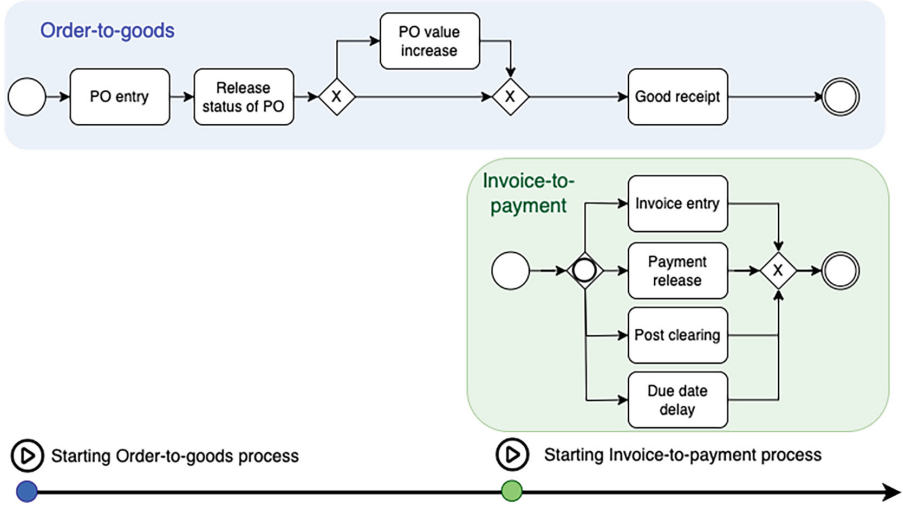 Order-to-goods
PO value
increase
PO entry
Release
status of PO
X
X
Good receipt
Invoice-to-
payment
Invoice entry
Payment
release
X
Post clearing
Due date
delay
Starting Order-to-goods process
Starting Invoice-to-payment process